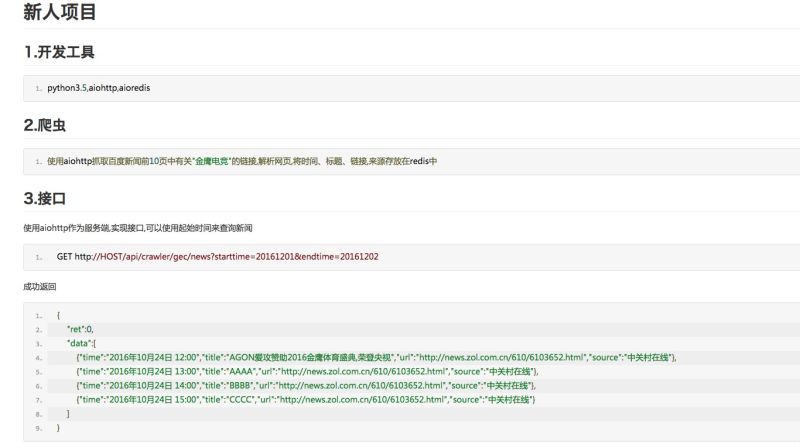 新人项目
1.开发工具
1. python3.5,aiohttp,aioredis
2.爬虫
1. 使用aiohttp抓取百度新闻前10页中有关"金鹰电竞"的链接,解析网页,将时间、标题、链接,来源存放在redis中
3.接口
使用aiohttp作为服务端,实现接口,可以使用起始时间来查询新闻
1. GET http://HOST/api/crawler/gec/news?starttime=20161201&endtime=20161202
成功返回
1. {
2. "ret":0,
3. "data":[
4. {"time":"2016年10月24日 12:00","title":"AGON爱攻赞助2016金鹰体育盛典,荣登央视","url":"http://news.zol.com.cn/610/6103652.html","source":"中关村在线"},
5. {"time":"2016年10月24日 13:00","title":"AAAA","url":"http://news.zol.com.cn/610/6103652.html","source":"中关村在线"},
6. {"time":"2016年10月24日 14:00","title":"BBBB","url":"http://news.zol.com.cn/610/6103652.html","source":"中关村在线"},
7. {"time":"2016年10月24日 15:00","title":"CCCC","url":"http://news.zol.com.cn/610/6103652.html","source":"中关村在线"}
8. ]
9. }